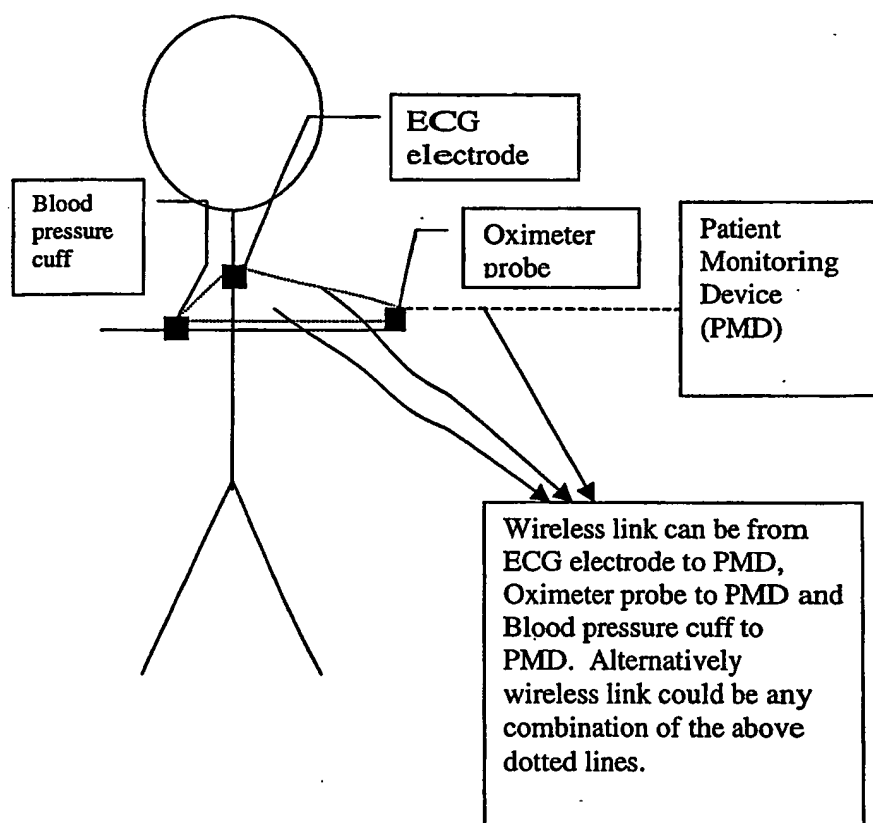 ECG
electrode
Blood
pressure
cuff
Oximeter
probe
Patient
Monitoring
Device
(PMD)
Wireless link can be from
ECG electrode to PMD,
Oximeter probe to PMD and
Blood pressure cuff to
PMD. Alternatively
wireless link could be any
combination of the above
dotted lines.